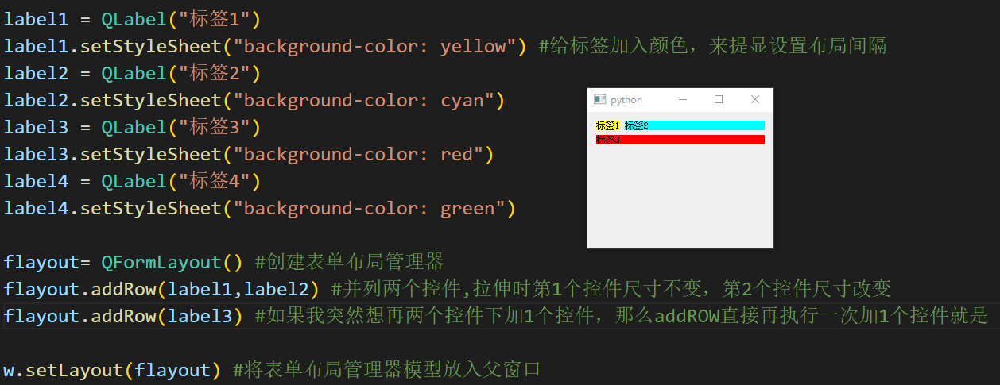 label1 = QLabel("标签1")
label1.setStyleSheet("background-color: yellow") #给标签加入颜色，来提显设置布局间隔
label2 = QLabel("标签2")
label2.setStyleSheet("background-color: cyan")
label3 = QLabel("标签3")
label3.setStyleSheet("background-color: red")
label4 = QLabel("标签4")
label4.setStyleSheet("background-color: green")
python
标签1 标签2
标签3
flayout= QFormLayout() #创建表单布局管理器
flayout.addRow(label1,label2) #并列两个控件,拉伸时第1个控件尺寸不变，第2个控件尺寸改变
flayout.addRow(label3) #如果我突然想再两个控件下加1个控件，那么addROW直接再执行一次加1个控件就是
w.setLayout(flayout) #将表单布局管理器模型放入父窗口